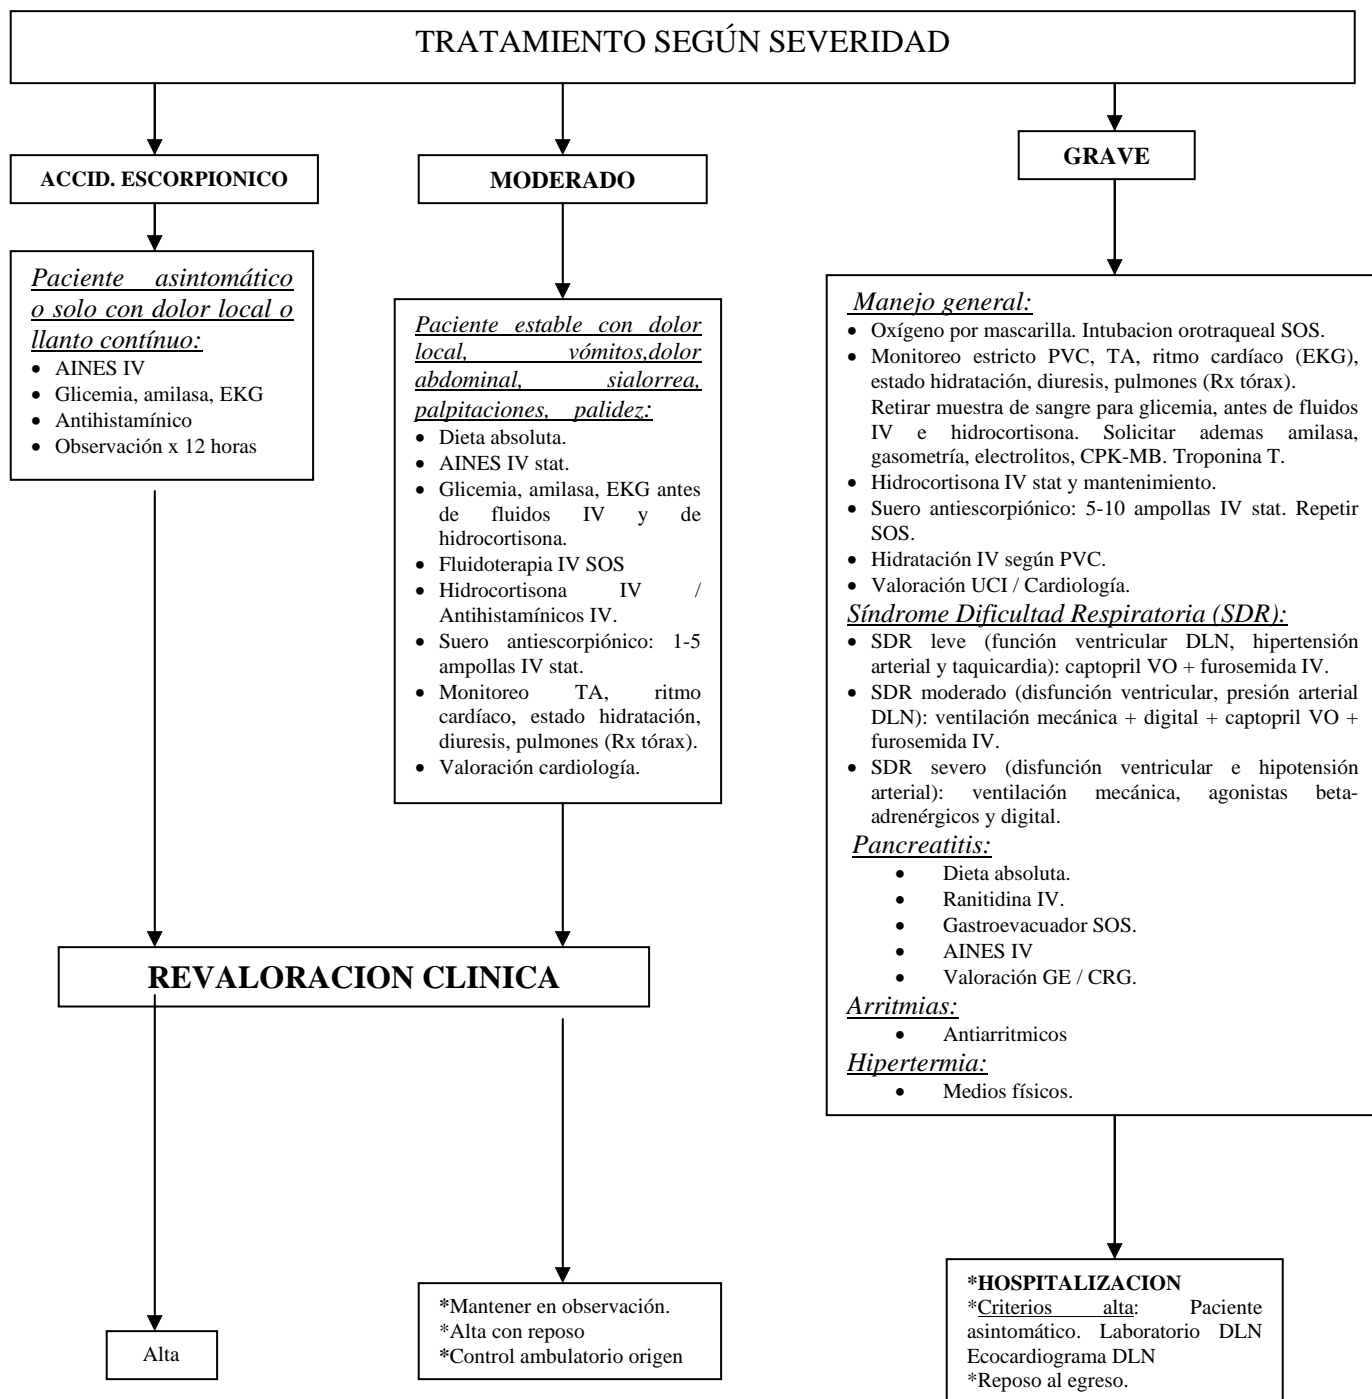 TRATAMIENTO SEGÚN SEVERIDAD
ACCID. ESCORPIONICO
Paciente asintomático
o solo con dolor local o
llanto contínuo:
• AINES IV
• Glicemia, amilasa, EKG
• Antihistamínico
• Observación x 12 horas
MODERADO
Paciente estable con dolor
local, vómitos,dolor
abdominal, sialorrea,
palpitaciones, palidez:
• Dieta absoluta.
• AINES IV stat.
• Glicemia, amilasa, EKG antes
de fluidos IV y de
hidrocortisona.
• Fluidoterapia IV SOS
• Hidrocortisona IV /
Antihistamínicos IV.
• Suero antiescorpiónico: 1-5
ampollas IV stat.
• Monitoreo TA, ritmo
cardíaco, estado hidratación,
diuresis, pulmones (Rx tórax).
• Valoración cardiología.
GRAVE
Manejo general:
• Oxígeno por mascarilla. Intubacion orotraqueal SOS.
• Monitoreo estricto PVC, TA, ritmo cardíaco (EKG),
estado hidratación, diuresis, pulmones (Rx tórax).
Retirar muestra de sangre para glicemia, antes de fluidos
IV e hidrocortisona. Solicitar ademas amilasa,
gasometría, electrolitos, CPK-MB. Troponina T.
• Hidrocortisona IV stat y mantenimiento.
• Suero antiescorpiónico: 5-10 ampollas IV stat. Repetir
SOS.
• Hidratación IV según PVC.
• Valoración UCI / Cardiología.
Síndrome Dificultad Respiratoria (SDR):
• SDR leve (función ventricular DLN, hipertensión
arterial y taquicardia): captopril VO + furosemida IV.
• SDR moderado (disfunción ventricular, presión arterial
DLN): ventilación mecánica + digital + captopril VO +
furosemida IV.
• SDR severo (disfunción ventricular e hipotensión
arterial): ventilación mecánica, agonistas beta-
adrenérgicos y digital.
Pancreatitis:
• Dieta absoluta.
• Ranitidina IV.
• Gastroevacuador SOS.
• AINES IV
• Valoración GE / CRG.
Arritmias:
• Antiarritmicos
Hipertermia:
• Medios físicos.
REVALORACION CLINICA
Alta
*Mantener en observación.
*Alta con reposo
*Control ambulatorio origen
*HOSPITALIZACION
*Criterios alta: Paciente
asintomático. Laboratorio DLN
Ecocardiograma DLN
*Reposo al egreso.